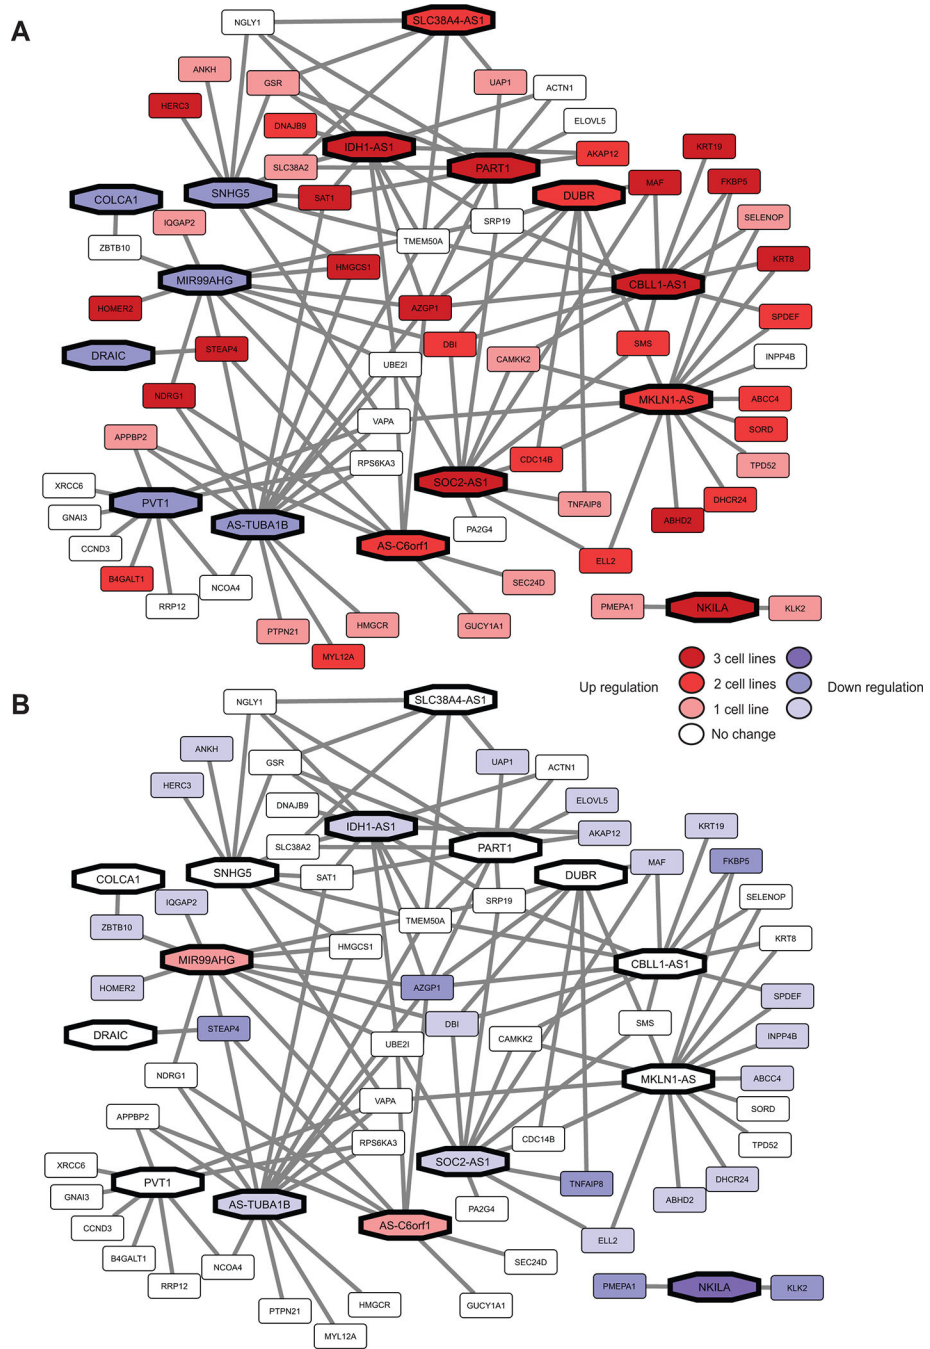 A
NGLY1
SLC38A4-AS1
ANKH
GSR
UAP1
ACTN1
HERC3
DNAJB9
ELOVL5
IDH1-AS1
AKAP12
KRT19
SLC38A2
PART1
COLCA1
SNHG5
SAT1
DUBR
MAF
FKBP5
IQGAP2
SRP19
SELENOP
ZBTB10
TMEM50A
MIR99AHG
HMGCS1
CBLL1-AS1
KRT8
HOMER2
AZGP1
SPDEF
DRAIC
STEAP4
DBI
SMS
UBE2I
CAMKK2
INPP4B
NDRG1
MKLN1-AS
ABCC4
APPBP2
VAPA
SORD
RPS6KA3
CDC14B
TPD52
XRCC6
PVT1
SOC2-AS1
TNFAIP8
DHCR24
GNAI3
AS-TUBA1B
PA2G4
ABHD2
CCND3
AS-C6orf1
ELL2
B4GALT1
NCOA4
SEC24D
RRP12
PMEPA1
NKILA
KLK2
PTPN21
HMGCR
GUCY1A1
MYL12A
3 cell lines
Up regulation
2 cell lines
Down regulation
1 cell line
No change
B
NGLY1
SLC38A4-AS1
ANKH
GSR
UAP1
ACTN1
HERC3
DNAJB9
ELOVL5
IDH1-AS1
AKAP12
KRT19
SLC38A2
PART1
COLCA1
SNHG5
SAT1
DUBR
MAF
FKBP5
IQGAP2
SRP19
SELENOP
ZBTB10
TMEM50A
MIR99AHG
HMGCS1
CBLL1-AS1
KRT8
HOMER2
AZGP1
SPDEF
DRAIC
STEAP4
DBI
SMS
UBE2I
CAMKK2
INPP4B
NDRG1
MKLN1-AS
ABCC4
APPBP2
VAPA
SORD
RPS6KA3
CDC14B
TPD52
XRCC6
PVT1
SOC2-AS1
TNFAIP8
DHCR24
GNAI3
AS-TUBA1B
PA2G4
ABHD2
CCND3
AS-C6orf1
ELL2
B4GALT1
NCOA4
SEC24D
RRP12
PMEPA1
NKILA
KLK2
PTPN21
HMGCR
GUCY1A1
MYL12A